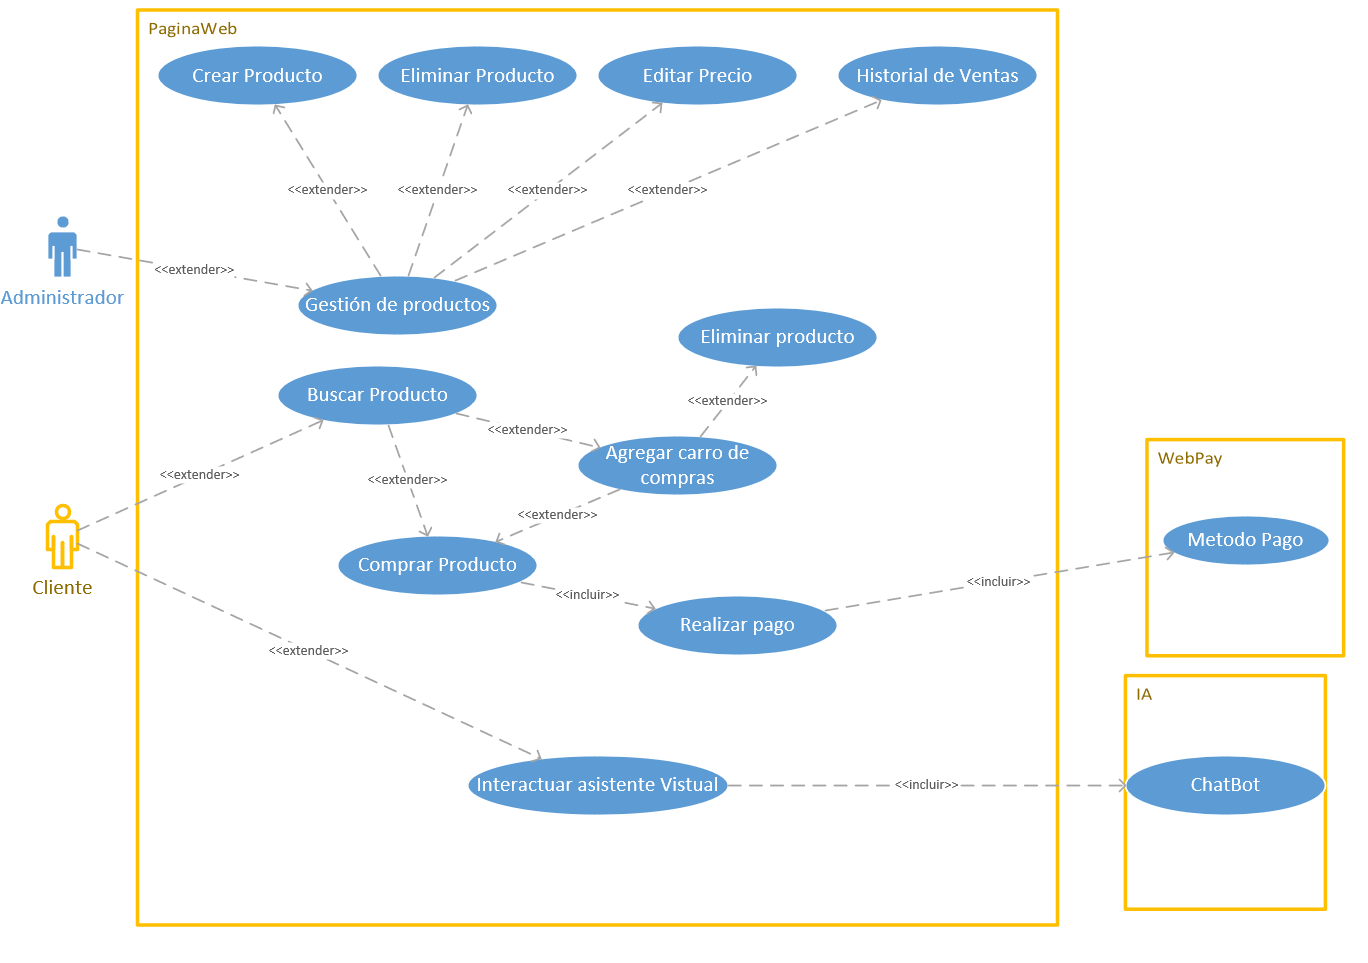 PaginaWeb
Crear Producto
Eliminar Producto
Editar Precio
Historial de Ventas
<<extender>>
<<extender>>
<<extender>>
<<extender>>
Administrador
<<extender>>
Gestión de productos
Eliminar producto
Buscar Producto
<<extender>>
<<extender>>
Agregar carro de
compras
<<extender>>
<<extender>>
<<extender>>
Cliente
Comprar Producto
<<incluir>>
Realizar pago
<<incluir>>
WebPay
Metodo Pago
<<extender>>
Interactuar asistente Vistual
<<incluir>>
IA
ChatBot